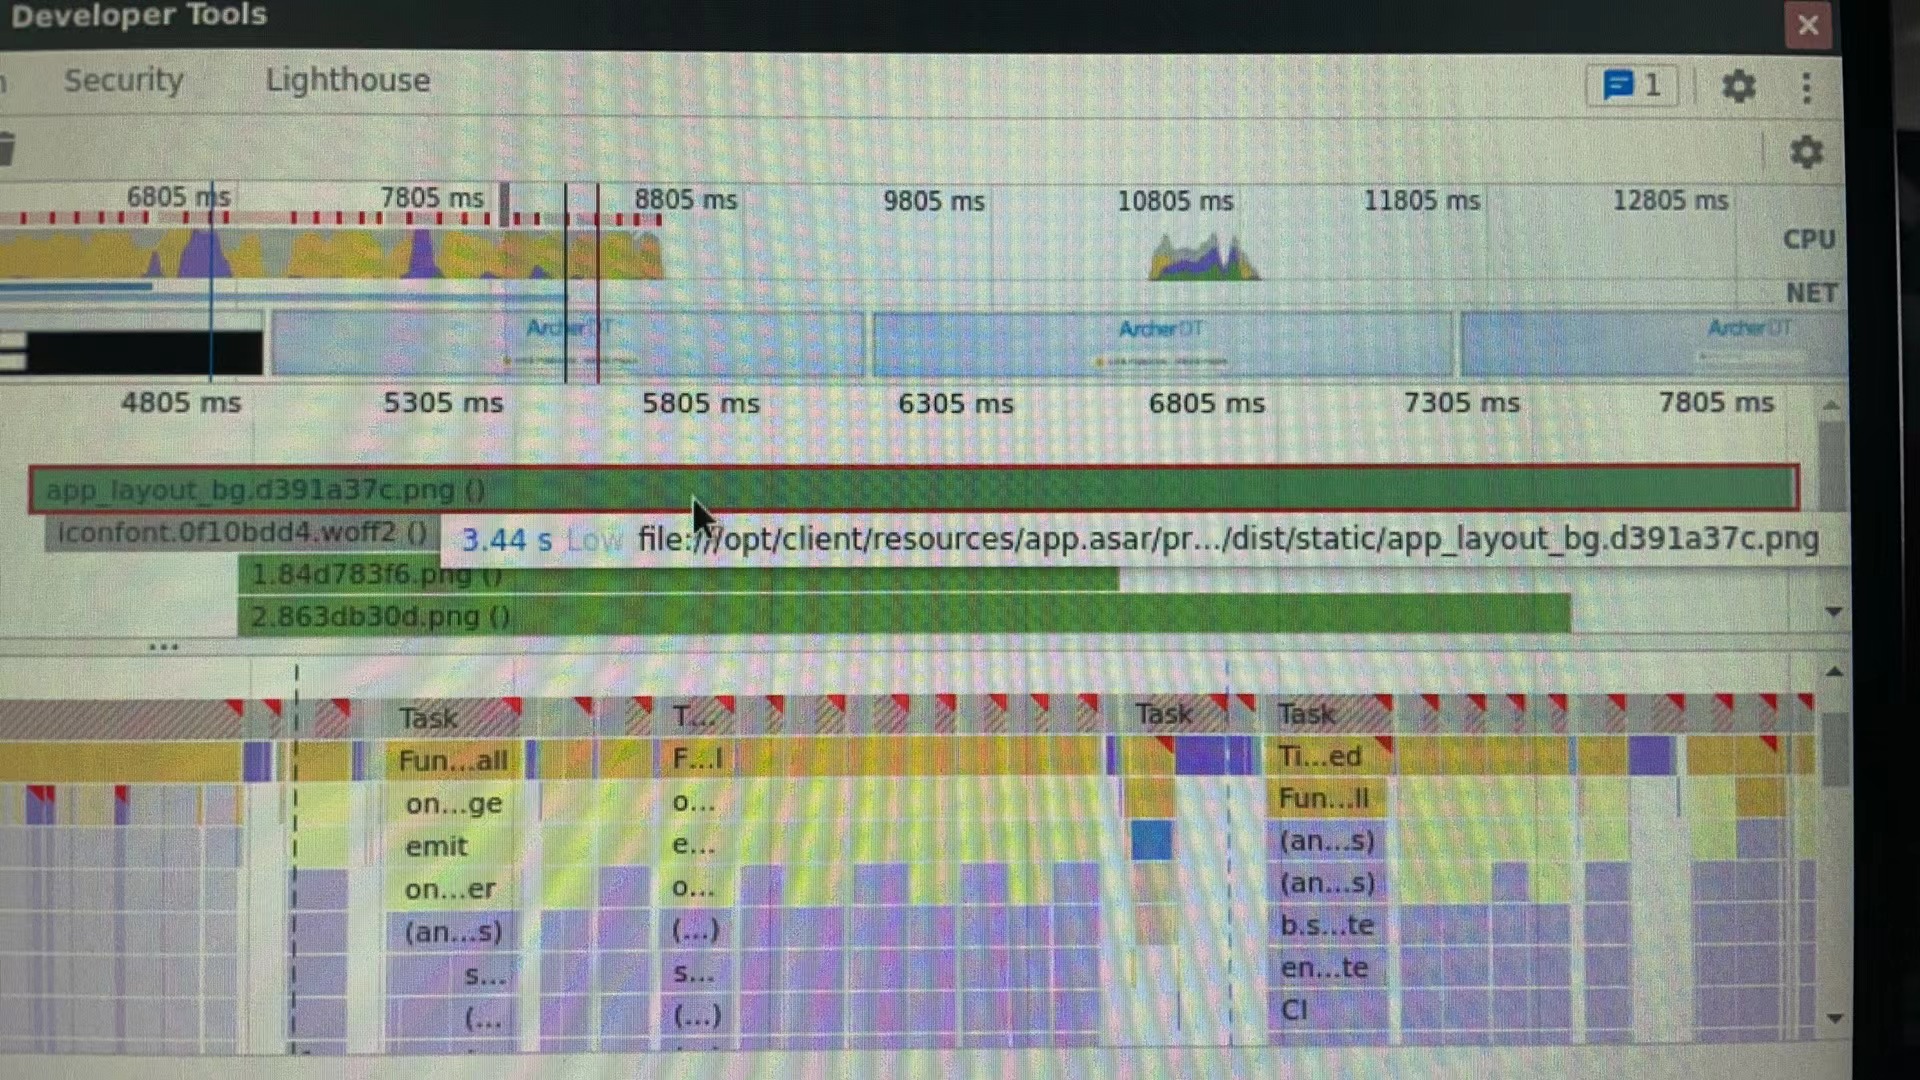 Developer Tools
Security Lighthouse 1
6805 ms 7805 ms 8805 ms 9805 ms 10805 ms 11805 ms 12805 ms
CPU
NET
ArcherDT ArcherDT ArcherDT
4805 ms 5305 ms 5805 ms 6305 ms 6805 ms 7305 ms 7805 ms
app_layout_bg.d391a37c.png ()
iconfont.0f10bdd4.woff2 ()
3.44 s Low file:///opt/client/resources/app.asar/pr.../dist/static/app_layout_bg.d391a37c.png
1.84d783f6.png ()
2.863db30d.png ()
Task T... Task Task
Fun...all F...l Ti...ed
on...ge o... Fun...ll
emit e... (an...s)
on...er o... (an...s)
(an...s) (...) b.s...te
s... s... en...te
(... (...) Cl